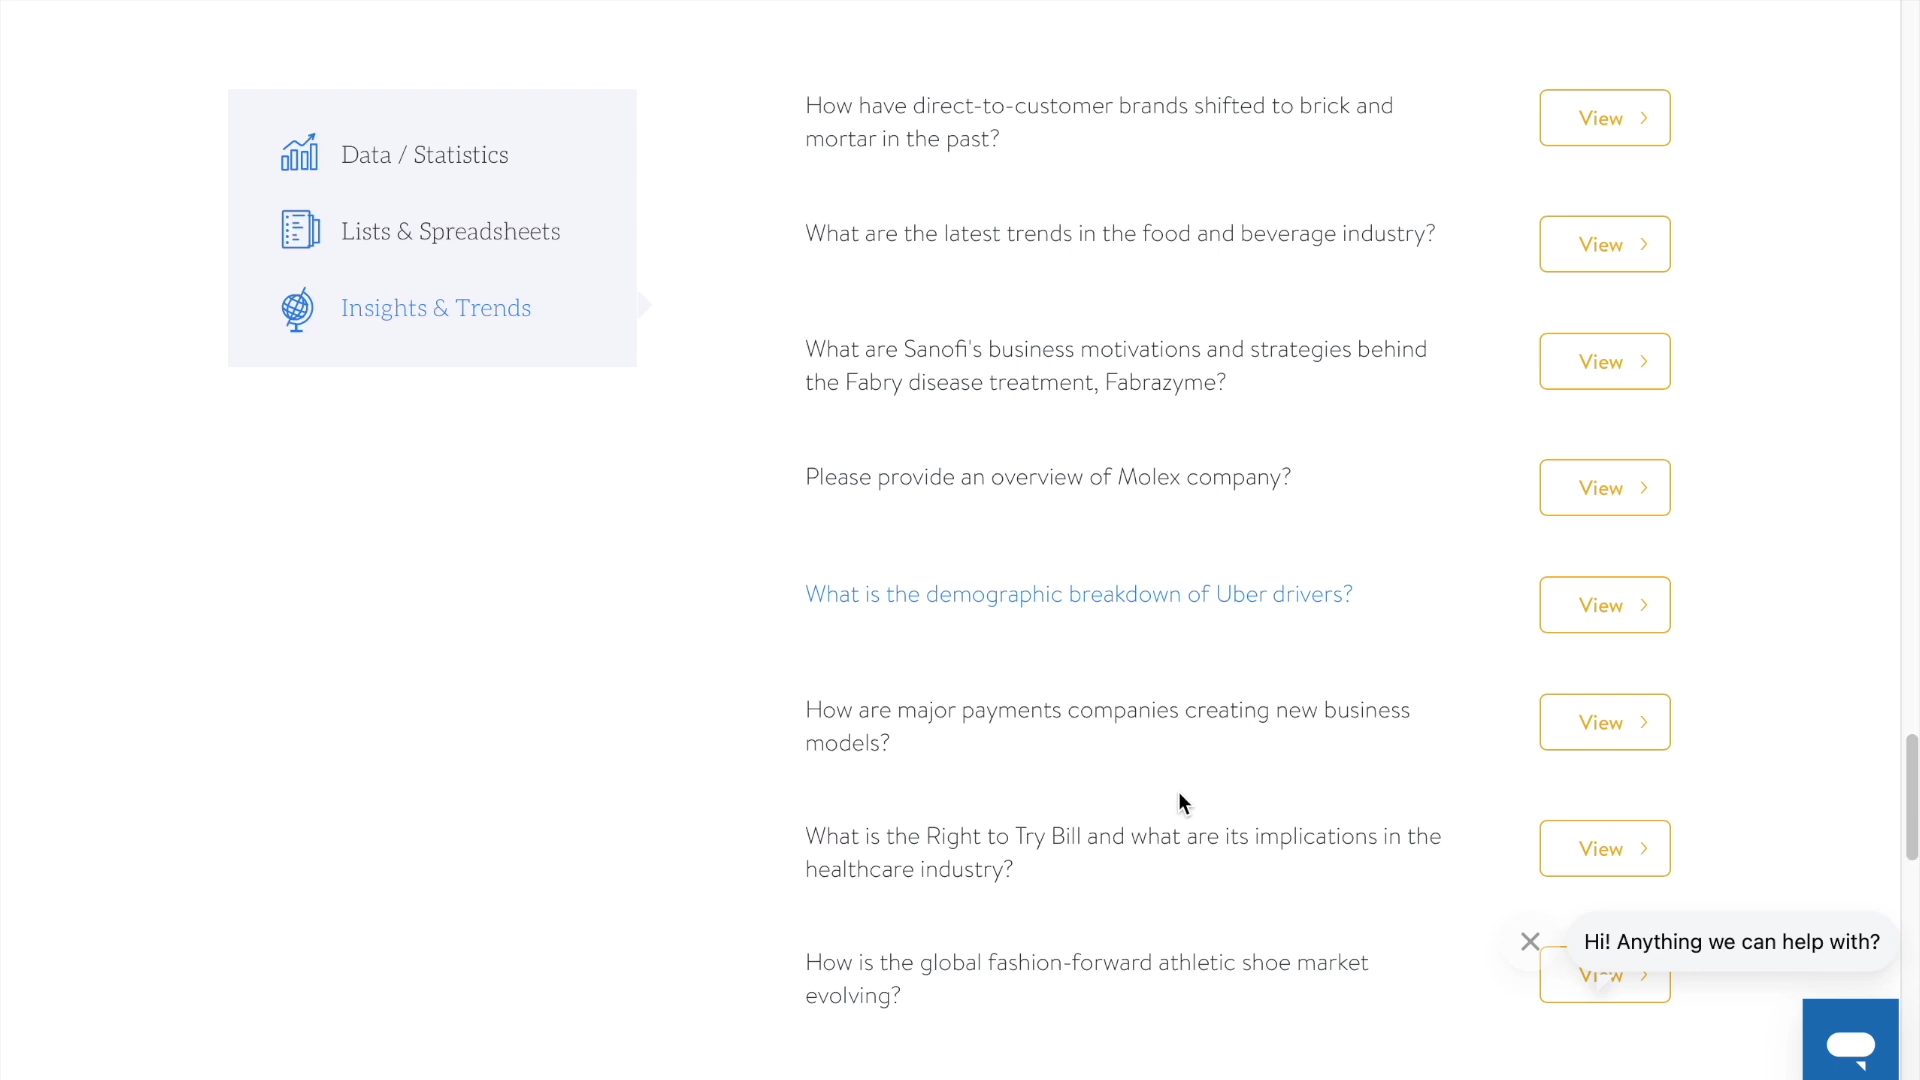 Data / Statistics
Lists & Spreadsheets
Insights & Trends
How have direct-to-customer brands shifted to brick and
mortar in the past?
View
What are the latest trends in the food and beverage industry?
View
What are Sanofi's business motivations and strategies behind
the Fabry disease treatment, Fabrazyme?
View
Please provide an overview of Molex company?
View
What is the demographic breakdown of Uber drivers?
View
How are major payments companies creating new business
models?
View
What is the Right to Try Bill and what are its implications in the
healthcare industry?
View
How is the global fashion-forward athletic shoe market
evolving?
View
Hi! Anything we can help with?